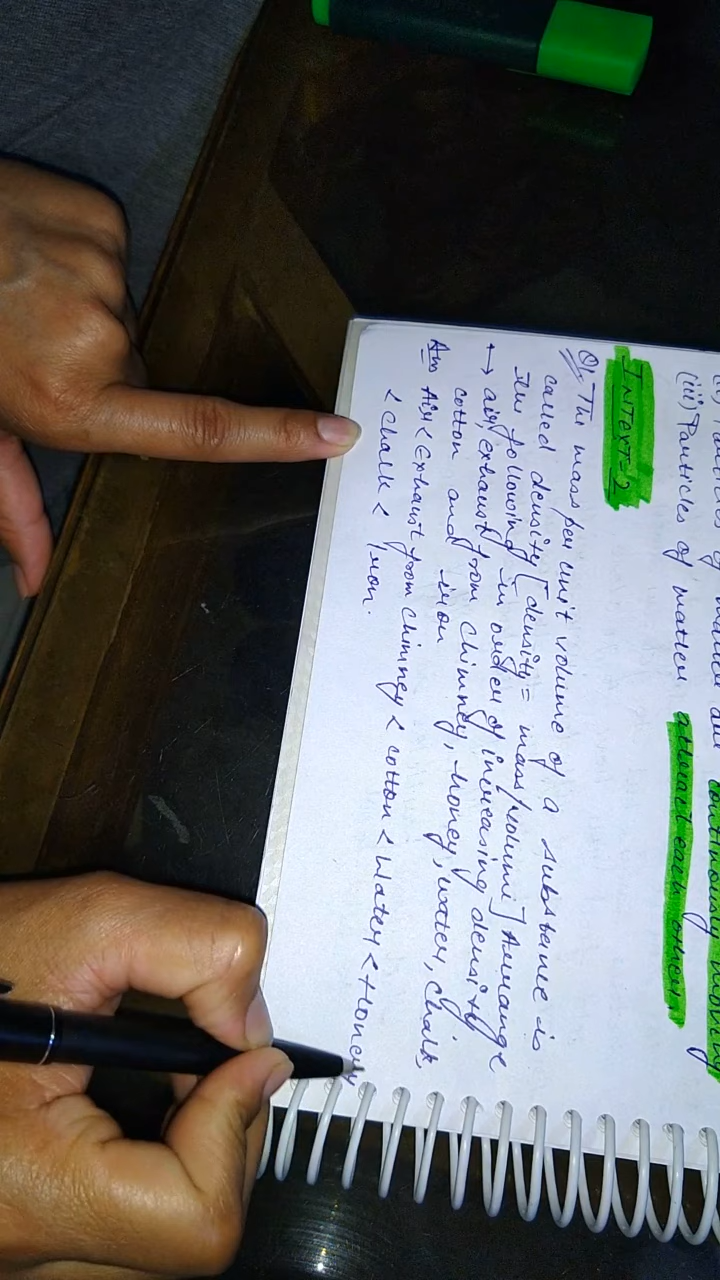 continuously moving
(iii) Particles of matter attract each other.
INTEXT-2
Q1, The mass per unit volume of a substance is
called density [density = mass/volume] Arrange
the following in order of increasing density
→ air, exhaust from chimney, honey, water, chalk,
cotton and iron
Ans Air < exhaust from chimney < cotton < water < Honey
< chalk < Iron.